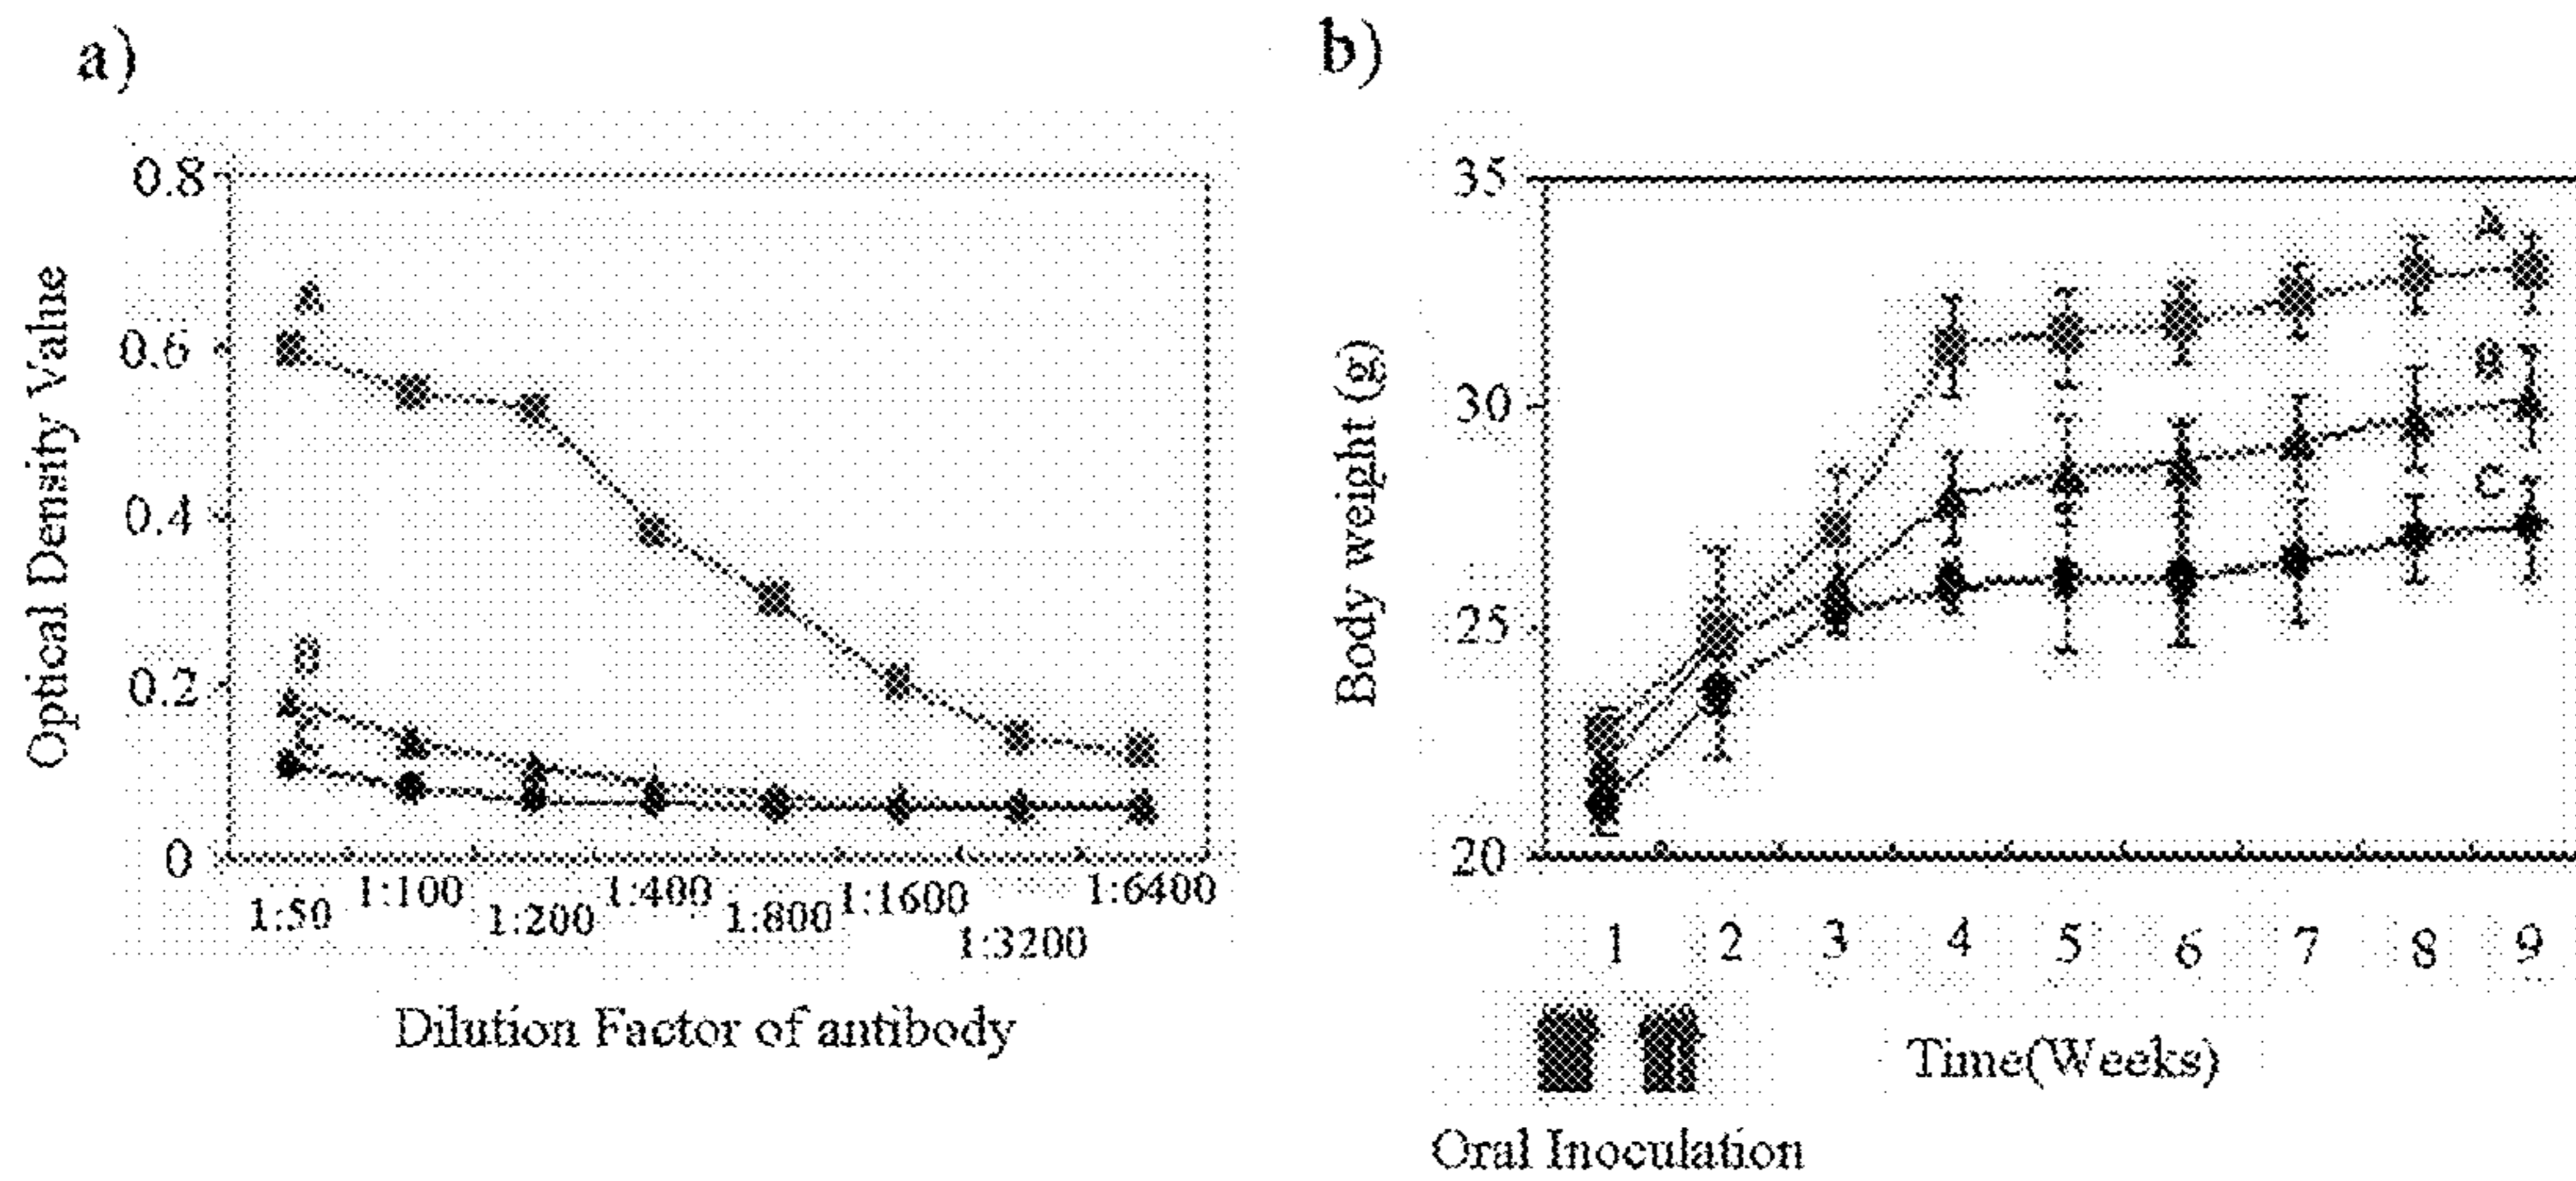 a)
Optical Density Value
0.8
0.6
0.4
0.2
0
A
B
C
1:50 1:100 1:200 1:400 1:800 1:1600 1:3200 1:6400
Dilution Factor of antibody
b)
Body weight (g)
35
30
25
20
A
B
C
1 2 3 4 5 6 7 8 9
Time(Weeks)
Oral Inoculation